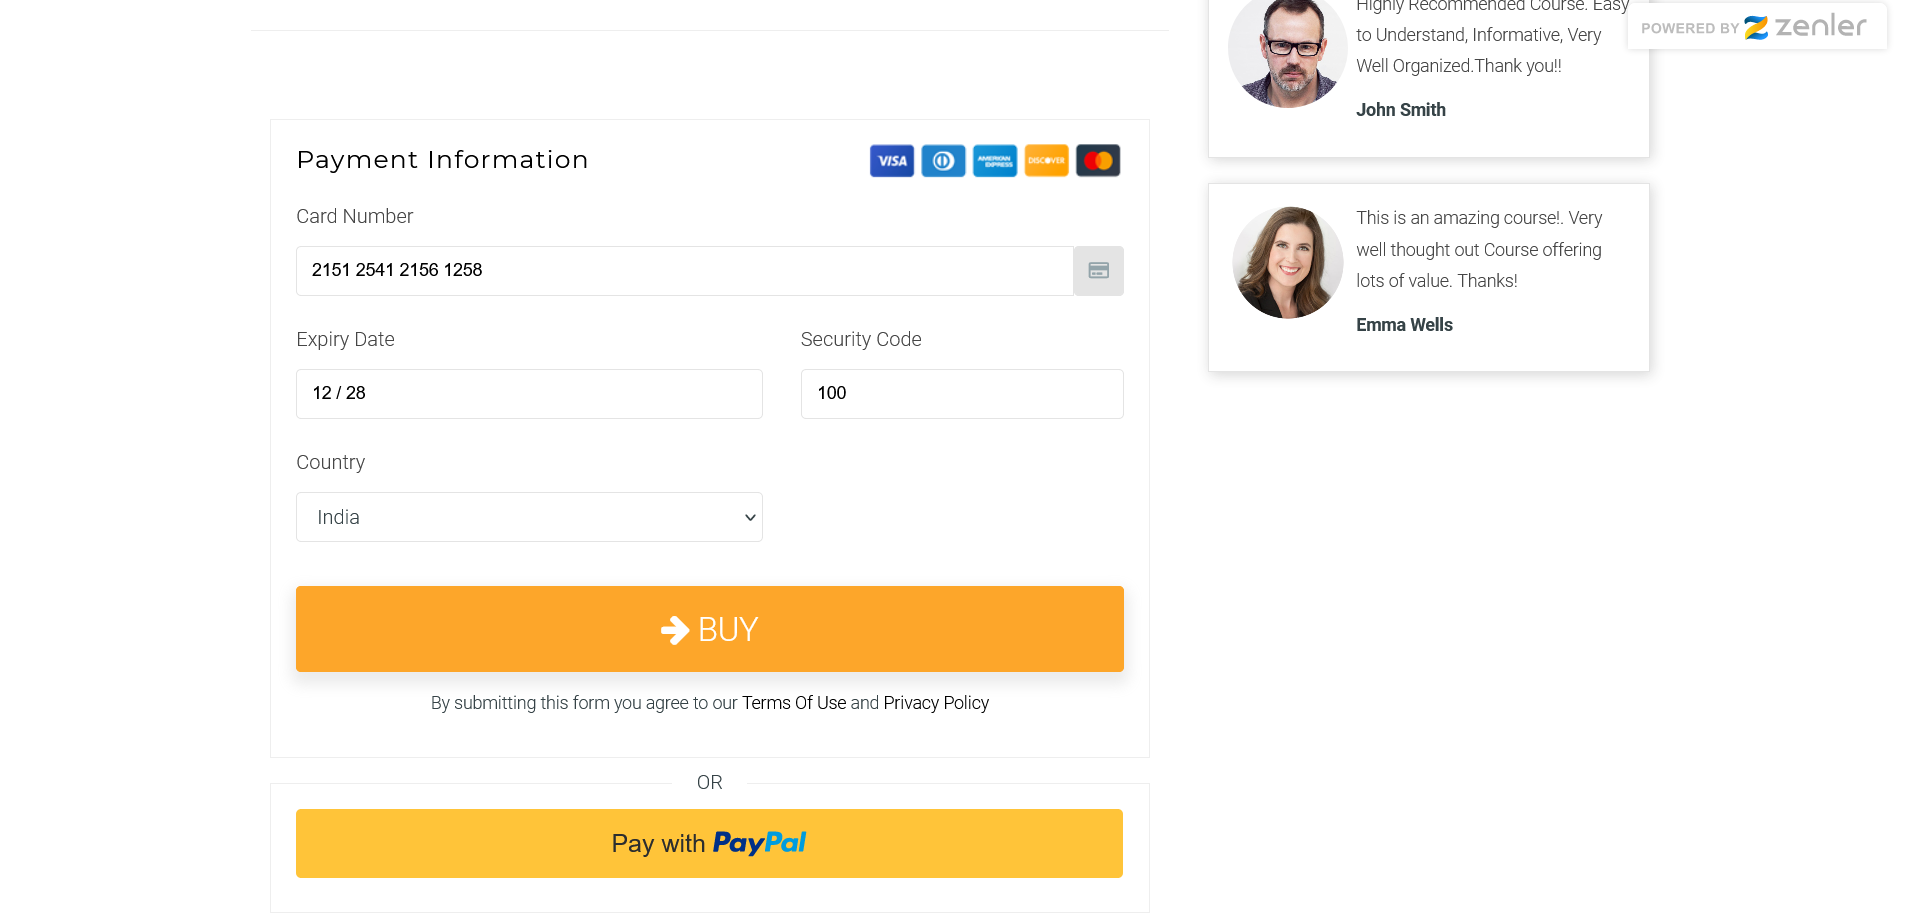 Highly Recommended Course. Easy
to Understand, Informative, Very
Well Organized.Thank you!!
John Smith
POWERED BY zenler
Payment Information
VISA
AMERICAN EXPRESS
DISCOVER
Card Number
2151 2541 2156 1258
Expiry Date
Security Code
12 / 28
100
Country
India
BUY
By submitting this form you agree to our Terms Of Use and Privacy Policy
OR
Pay with PayPal
This is an amazing course!. Very
well thought out Course offering
lots of value. Thanks!
Emma Wells